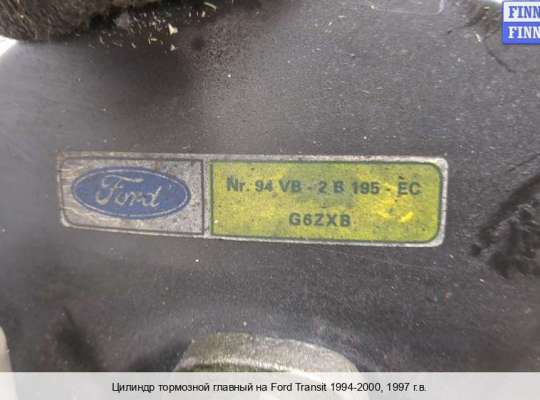 FINN
FINN
Ford
Nr. 94 VB - 2 B 195 - EC
G6ZXB
Цилиндр тормозной главный на Ford Transit 1994-2000, 1997 г.в.